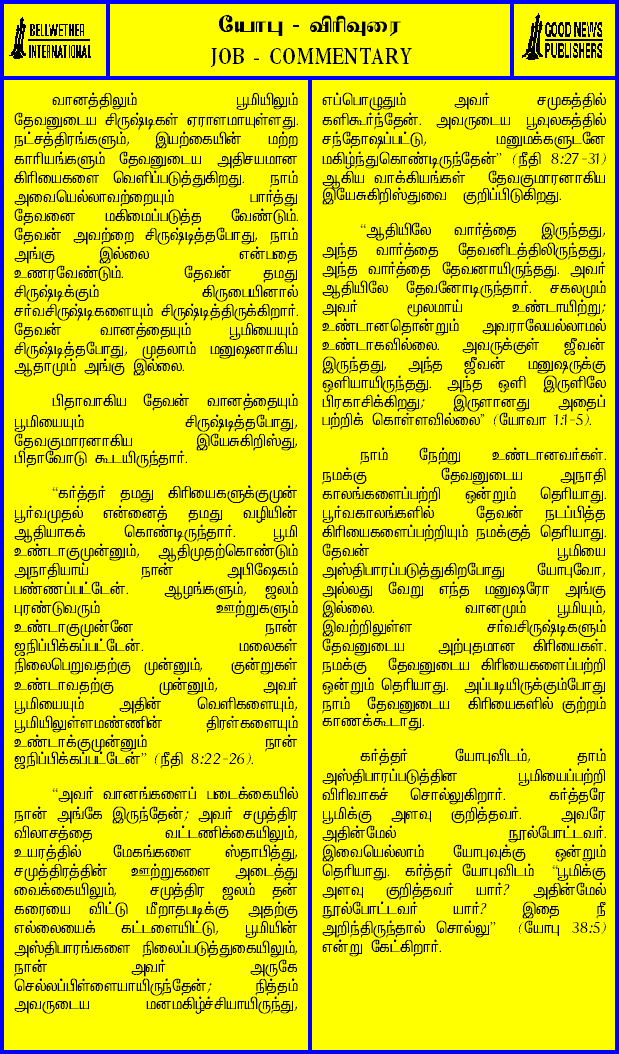 BELLWETHER
INTERNATIONAL
யோபு - விரிவுரை
JOB - COMMENTARY
GOOD NEWS
PUBLISHERS
வானத்திலும் பூமியிலும்
தேவனுடைய சிருஷ்டிகள் ஏராளமாயுள்ளது.
நட்சத்திரங்களும், இயற்கையின் மற்ற
காரியங்களும் தேவனுடைய அதிசயமான
கிரியைகளை வெளிப்படுத்துகிறது. நாம்
அவையெல்லாவற்றையும் பார்த்து
தேவனை மகிமைப்படுத்த வேண்டும்.
தேவன் அவற்றை சிருஷ்டித்தபோது, நாம்
அங்கு இல்லை என்பதை
உணரவேண்டும். தேவன் தமது
சிருஷ்டிக்கும் கிருபையினால்
சர்வசிருஷ்டிகளையும் சிருஷ்டித்திருக்கிறார்.
தேவன் வானத்தையும் பூமியையும்
சிருஷ்டித்தபோது, முதலாம் மனுஷனாகிய
ஆதாமும் அங்கு இல்லை.
பிதாவாகிய தேவன் வானத்தையும்
பூமியையும் சிருஷ்டித்தபோது,
தேவகுமாரனாகிய இயேசுகிறிஸ்து,
பிதாவோடு கூடயிருந்தார்.
“கர்த்தர் தமது கிரியைகளுக்குமுன்
பூர்வமுதல் என்னைத் தமது வழியின்
ஆதியாகக் கொண்டிருந்தார். பூமி
உண்டாகுமுன்னும், ஆதிமுதற்கொண்டும்
அநாதியாய் நான் அபிஷேகம்
பண்ணப்பட்டேன். ஆழங்களும், ஜலம்
புரண்டுவரும் ஊற்றுகளும்
உண்டாகுமுன்னே நான்
ஜநிப்பிக்கப்பட்டேன். மலைகள்
நிலைபெறுவதற்கு முன்னும், குன்றுகள்
உண்டாவதற்கு முன்னும், அவர்
பூமியையும் அதின் வெளிகளையும்,
பூமியிலுள்ளமண்ணின் திரள்களையும்
உண்டாக்குமுன்னும் நான்
ஜநிப்பிக்கப்பட்டேன்” (நீதி 8:22-26).
“அவர் வானங்களைப் படைக்கையில்
நான் அங்கே இருந்தேன்; அவர் சமுத்திர
விலாசத்தை வட்டணிக்கையிலும்,
உயரத்தில் மேகங்களை ஸ்தாபித்து,
சமுத்திரத்தின் ஊற்றுகளை அடைத்து
வைக்கையிலும், சமுத்திர ஜலம் தன்
கரையை விட்டு மீறாதபடிக்கு அதற்கு
எல்லையைக் கட்டளையிட்டு, பூமியின்
அஸ்திபாரங்களை நிலைப்படுத்துகையிலும்,
நான் அவர் அருகே
செல்லப்பிள்ளையாயிருந்தேன்; நித்தம்
அவருடைய மனமகிழ்ச்சியாயிருந்து,
எப்பொழுதும் அவர் சமுகத்தில்
களிகூர்ந்தேன். அவருடைய பூவுலகத்தில்
சந்தோஷப்பட்டு, மனுமக்களுடனே
மகிழ்ந்துகொண்டிருந்தேன்” (நீதி 8:27-31)
ஆகிய வாக்கியங்கள் தேவகுமாரனாகிய
இயேசுகிறிஸ்துவை குறிப்பிடுகிறது.
“ஆதியிலே வார்த்தை இருந்தது,
அந்த வார்த்தை தேவனிடத்திலிருந்தது,
அந்த வார்த்தை தேவனாயிருந்தது. அவர்
ஆதியிலே தேவனோடிருந்தார். சகலமும்
அவர் மூலமாய் உண்டாயிற்று;
உண்டானதொன்றும் அவராலேயல்லாமல்
உண்டாகவில்லை. அவருக்குள் ஜீவன்
இருந்தது, அந்த ஜீவன் மனுஷருக்கு
ஒளியாயிருந்தது. அந்த ஒளி இருளிலே
பிரகாசிக்கிறது; இருளானது அதைப்
பற்றிக் கொள்ளவில்லை” (யோவா 1:1-5).
நாம் நேற்று உண்டானவர்கள்.
நமக்கு தேவனுடைய அநாதி
காலங்களைப்பற்றி ஒன்றும் தெரியாது.
பூர்வகாலங்களில் தேவன் நடப்பித்த
கிரியைகளைப்பற்றியும் நமக்குத் தெரியாது.
தேவன் பூமியை
அஸ்திபாரப்படுத்துகிறபோது யோபுவோ,
அல்லது வேறு எந்த மனுஷரோ அங்கு
இல்லை. வானமும் பூமியும்,
இவற்றிலுள்ள சர்வசிருஷ்டிகளும்
தேவனுடைய அற்புதமான கிரியைகள்.
நமக்கு தேவனுடைய கிரியைகளைப்பற்றி
ஒன்றும் தெரியாது. அப்படியிருக்கும்போது
நாம் தேவனுடைய கிரியைகளில் குற்றம்
காணக்கூடாது.
கர்த்தர் யோபுவிடம், தாம்
அஸ்திபாரப்படுத்தின பூமியைப்பற்றி
விரிவாகச் சொல்லுகிறார். கர்த்தரே
பூமிக்கு அளவு குறித்தவர். அவரே
அதின்மேல் நூல்போட்டவர்.
இவையெல்லாம் யோபுவுக்கு ஒன்றும்
தெரியாது. கர்த்தர் யோபுவிடம் “பூமிக்கு
அளவு குறித்தவர் யார்? அதின்மேல்
நூல்போட்டவர் யார்? இதை நீ
அறிந்திருந்தால் சொல்லு” (யோபு 38:5)
என்று கேட்கிறார்.